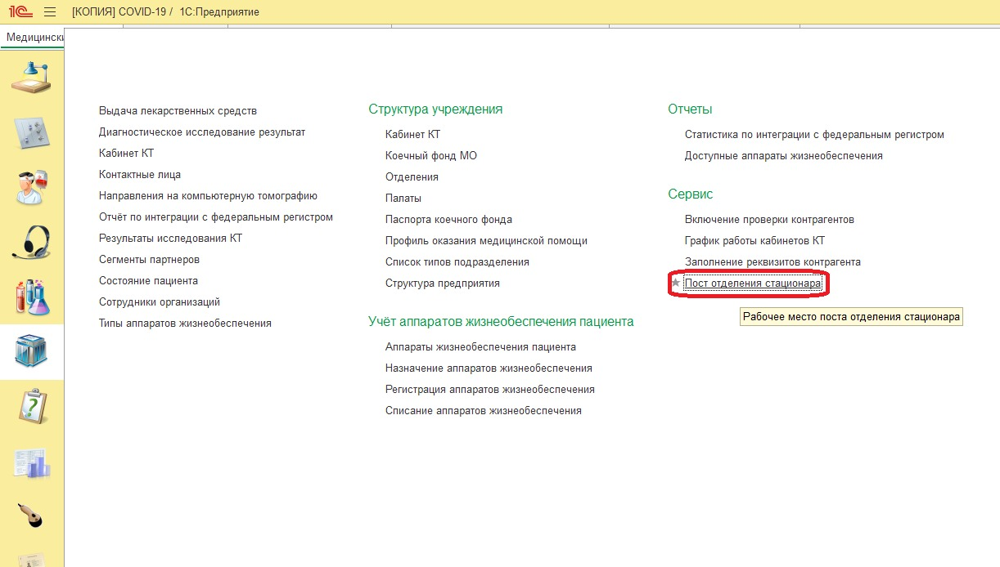 1С [КОПИЯ] COVID-19 / 1С:Предприятие
Медицински
Выдача лекарственных средств
Диагностическое исследование результат
Кабинет КТ
Контактные лица
Направления на компьютерную томографию
Отчёт по интеграции с федеральным регистром
Результаты исследования КТ
Сегменты партнеров
Состояние пациента
Сотрудники организаций
Типы аппаратов жизнеобеспечения
Структура учреждения
Кабинет КТ
Коечный фонд МО
Отделения
Палаты
Паспорта коечного фонда
Профиль оказания медицинской помощи
Список типов подразделения
Структура предприятия
Учёт аппаратов жизнеобеспечения пациента
Аппараты жизнеобеспечения пациента
Назначение аппаратов жизнеобеспечения
Регистрация аппаратов жизнеобеспечения
Списание аппаратов жизнеобеспечения
Отчеты
Статистика по интеграции с федеральным регистром
Доступные аппараты жизнеобеспечения
Сервис
Включение проверки контрагентов
График работы кабинетов КТ
Заполнение реквизитов контрагента
Пост отделения стационара
Рабочее место поста отделения стационара